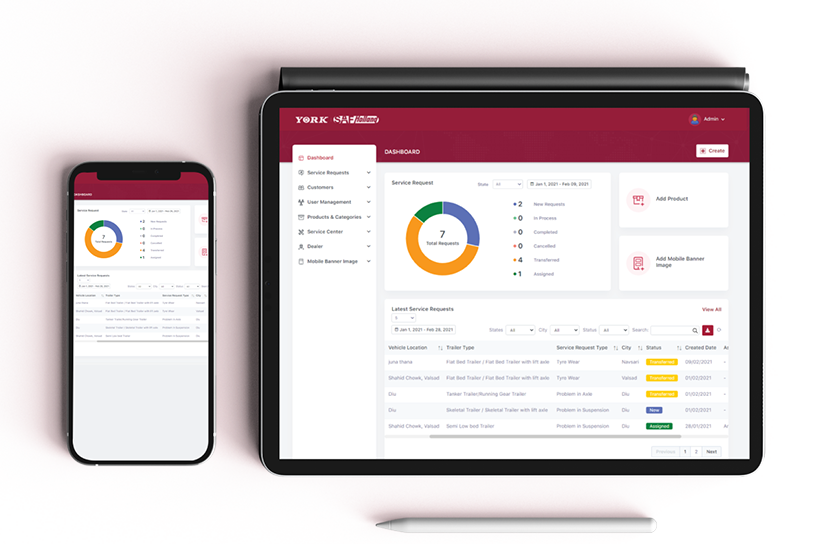 YORK SAF Holland
Admin
DASHBOARD
Create
Dashboard
Service Requests
Customers
User Management
Products & Categories
Service Center
Dealer
Mobile Banner Image
Service Request
State All Jan 1, 2021 - Feb 28, 2021
7
Total Requests
2 New Requests
0 In Process
0 Completed
0 Cancelled
4 Transferred
1 Assigned
Add Product
Add Mobile Banner
Image
Latest Service Requests
View All
5
Jan 1, 2021 - Feb 28, 2021 States All City All Status All Search:
Vehicle Location Trailer Type Service Request Type City Status Created Date
juna thana Flat Bed Trailer / Flat Bed Trailer with lift axle Tyre Wear Navsari Transferred 09/02/2021 -
Shahid Chowk, Valsad Flat Bed Trailer / Flat Bed Trailer with lift axle Tyre Wear Valsad Transferred 01/02/2021 -
Diu Tanker Trailer/Running Gear Trailer Problem in Axle Diu Transferred 01/02/2021 -
Diu Skeletal Trailer / Skeletal Trailer with lift axle Problem in Suspension Diu New 01/02/2021 -
Shahid Chowk, Valsad Semi Low bed Trailer Problem in Suspension Diu Assigned 28/01/2021 -
Previous 1 2 Next
DASHBOARD
Service Request
7
Total Requests
New Requests
In Process
Completed
Cancelled
Transferred
Assigned
Latest Service Requests
Vehicle Location Trailer Type Service Request Type City